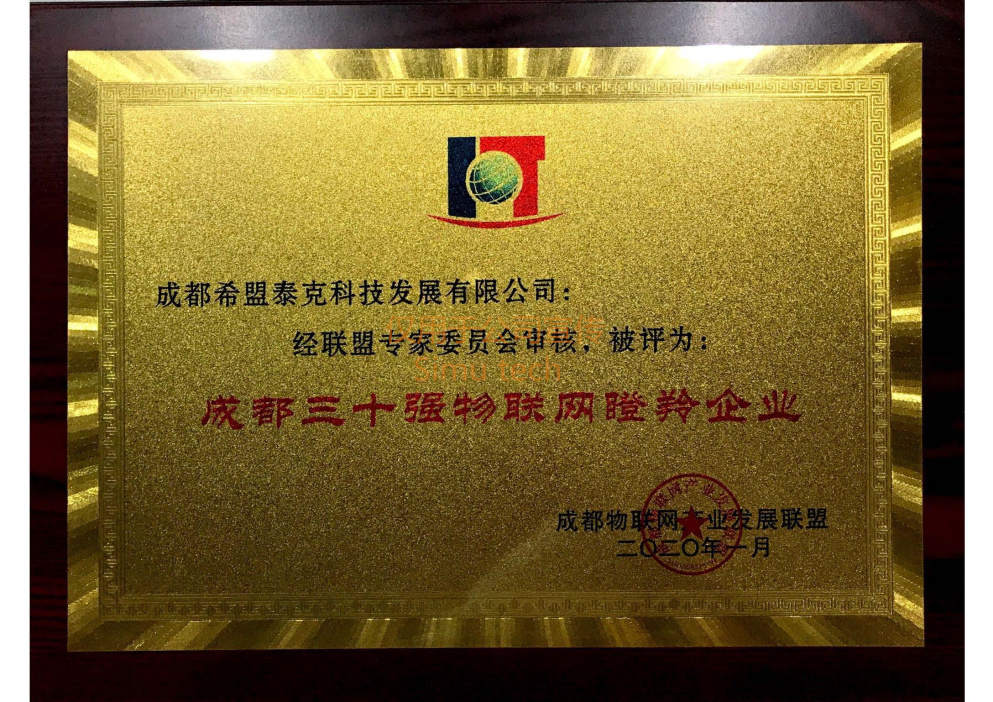 成都希盟泰克科技发展有限公司：
经联盟专家委员会审核，被评为：
Simu tech
成都三十强物联网瞪羚企业
成都物联网产业发展联盟
二〇二〇年一月